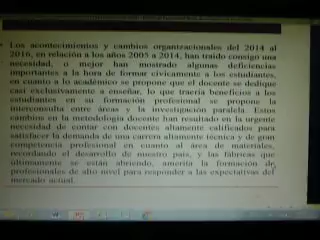 Los acontecimientos y cambios organizacionales del 2014 al
2016, en relación a los años 2005 a 2014, han traído consigo una
necesidad, o mejor han mostrado algunas deficiencias
importantes a la hora de formar civicamente a los estudiantes,
en cuanto a lo académico se propone que el docente se dedique
casi exclusivamente a enseñar, lo que traería beneficios a los
estudiantes en su formación profesional se propone la
interconsulta entre áreas y la investigación paralela. Estos
cambios en la metodología docente han resultado en la urgente
necesidad de contar con docentes altamente calificados para
satisfacer la demanda de una carrera altamente técnica y de gran
competencia profesional en cuanto al área de materiales,
recordando el desarrollo de nuestro país, y las fábricas que
últimamente se están abriendo, amerita la formación de
profesionales de alto nivel para responder a las expectativas del
mercado actual.